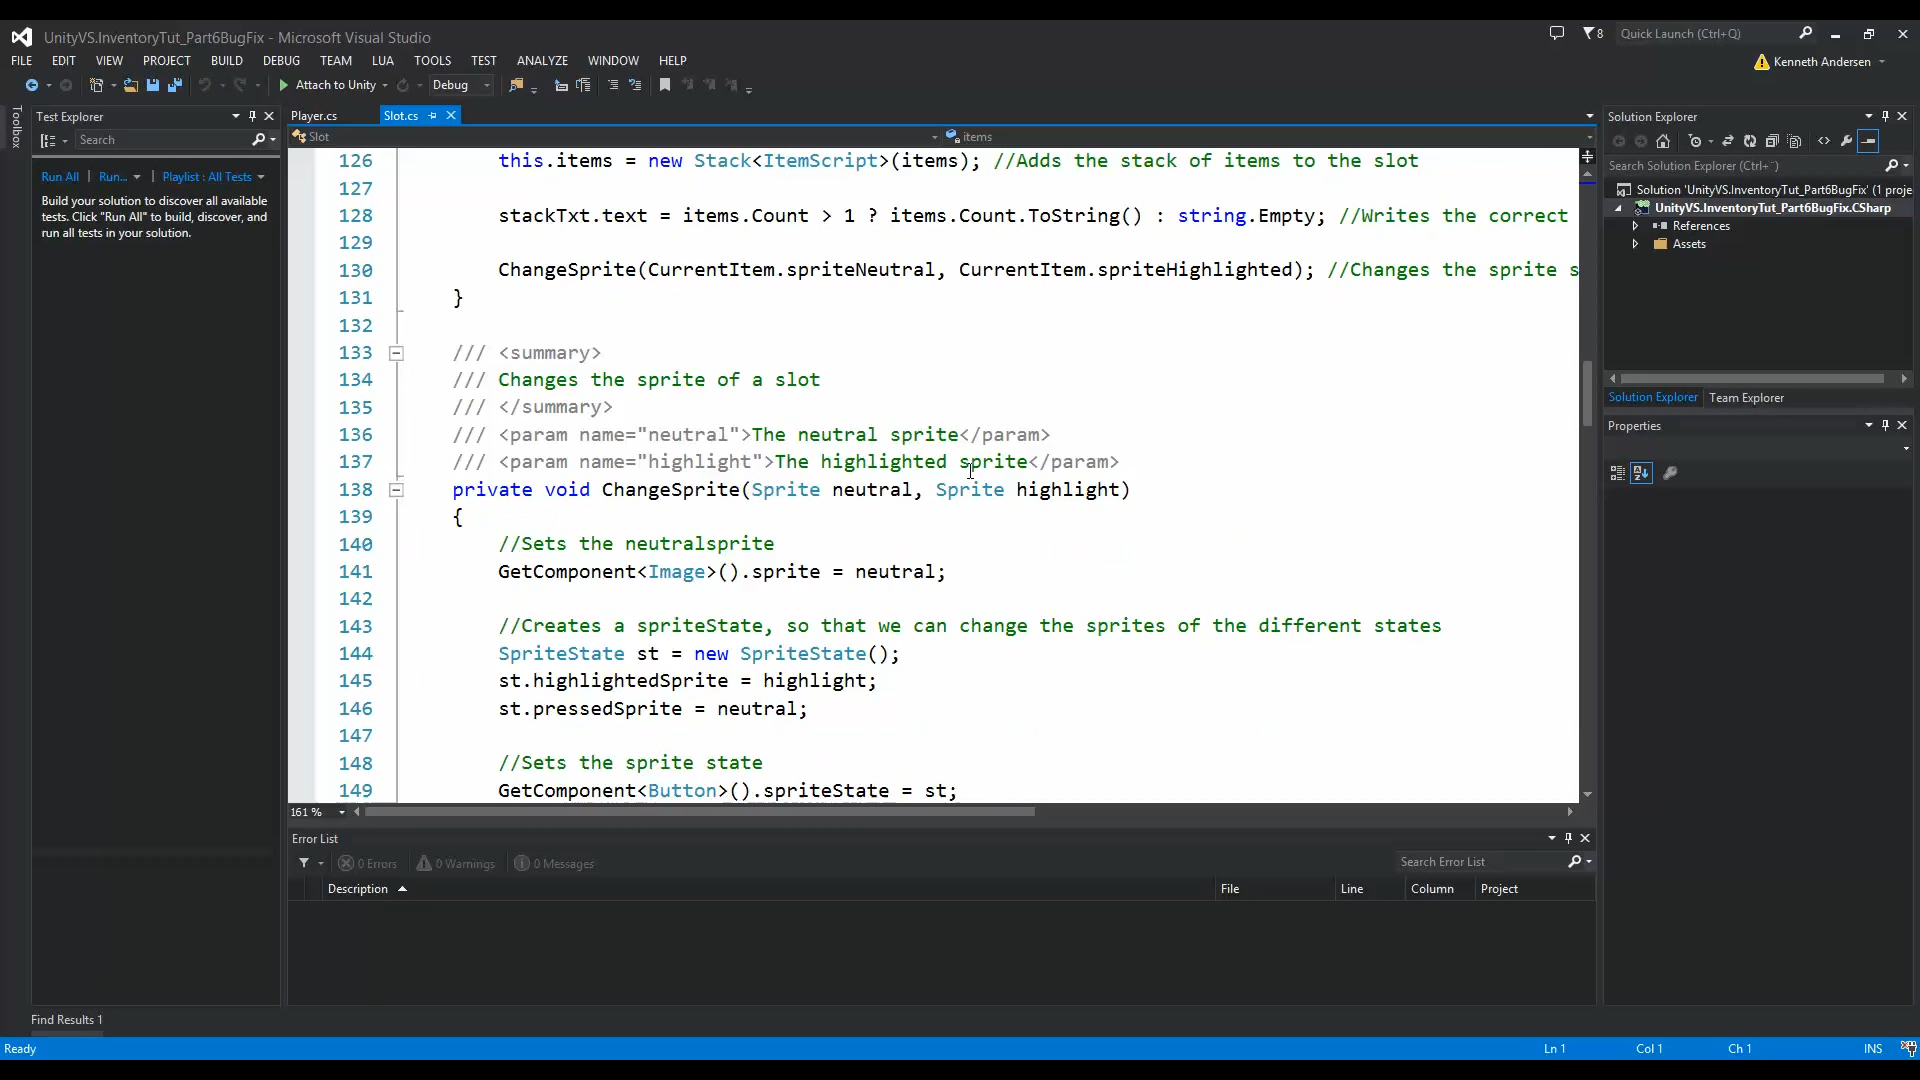 UnityVS.InventoryTut_Part6BugFix - Microsoft Visual Studio
8
Quick Launch (Ctrl+Q)
FILE EDIT VIEW PROJECT BUILD DEBUG TEAM LUA TOOLS TEST ANALYZE WINDOW HELP
Kenneth Andersen
Attach to Unity
Debug
Toolbox
Test Explorer
Search
Run All | Run... | Playlist : All Tests
Build your solution to discover all available
tests. Click "Run All" to build, discover, and
run all tests in your solution.
Player.cs
Slot.cs
Slot
items
126 this.items = new Stack<ItemScript>(items); //Adds the stack of items to the slot
127
128 stackTxt.text = items.Count > 1 ? items.Count.ToString() : string.Empty; //Writes the correct
129
130 ChangeSprite(CurrentItem.spriteNeutral, CurrentItem.spriteHighlighted); //Changes the sprite s
131 }
132
133 /// <summary>
134 /// Changes the sprite of a slot
135 /// </summary>
136 /// <param name="neutral">The neutral sprite</param>
137 /// <param name="highlight">The highlighted sprite</param>
138 private void ChangeSprite(Sprite neutral, Sprite highlight)
139 {
140 //Sets the neutralsprite
141 GetComponent<Image>().sprite = neutral;
142
143 //Creates a spriteState, so that we can change the sprites of the different states
144 SpriteState st = new SpriteState();
145 st.highlightedSprite = highlight;
146 st.pressedSprite = neutral;
147
148 //Sets the sprite state
149 GetComponent<Button>().spriteState = st;
161 %
Error List
0 Errors 0 Warnings 0 Messages
Search Error List
Description File Line Column Project
Solution Explorer
Search Solution Explorer (Ctrl+¨)
Solution 'UnityVS.InventoryTut_Part6BugFix' (1 proje
UnityVS.InventoryTut_Part6BugFix.CSharp
References
Assets
Solution Explorer Team Explorer
Properties
Find Results 1
Ready
Ln 1 Col 1 Ch 1 INS